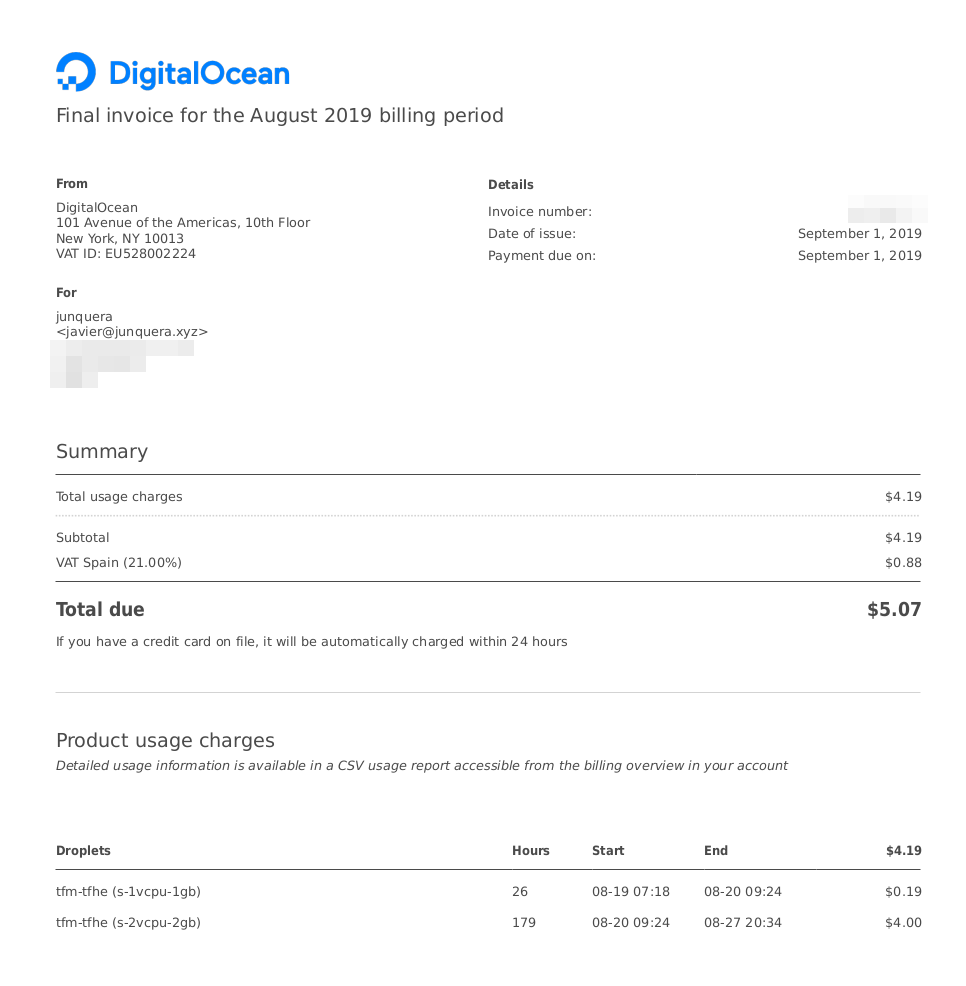 DigitalOcean
Final invoice for the August 2019 billing period
From
DigitalOcean
101 Avenue of the Americas, 10th Floor
New York, NY 10013
VAT ID: EU528002224
For
junquera
<javier@junquera.xyz>
Details
Invoice number:
Date of issue: September 1, 2019
Payment due on: September 1, 2019
Summary
Total usage charges $4.19
Subtotal $4.19
VAT Spain (21.00%) $0.88
Total due $5.07
If you have a credit card on file, it will be automatically charged within 24 hours
Product usage charges
Detailed usage information is available in a CSV usage report accessible from the billing overview in your account
Droplets Hours Start End $4.19
tfm-tfhe (s-1vcpu-1gb) 26 08-19 07:18 08-20 09:24 $0.19
tfm-tfhe (s-2vcpu-2gb) 179 08-20 09:24 08-27 20:34 $4.00